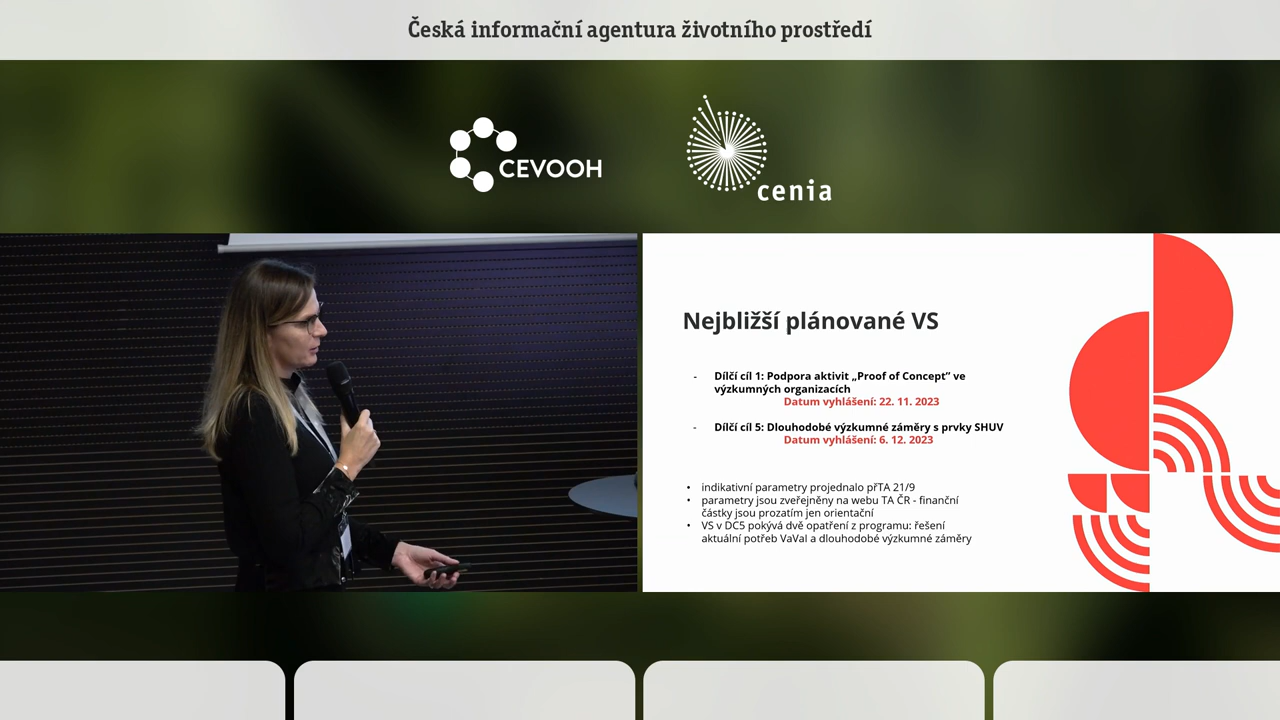 Česká informační agentura životního prostředí
CEVOOH
cenia
Nejbližší plánované VS
- Dílčí cíl 1: Podpora aktivit „Proof of Concept” ve
výzkumných organizacích
Datum vyhlášení: 22. 11. 2023
- Dílčí cíl 5: Dlouhodobé výzkumné záměry s prvky SHUV
Datum vyhlášení: 6. 12. 2023
• indikativní parametry projednalo přTA 21/9
• parametry jsou zveřejněny na webu TA ČR - finanční
částky jsou prozatím jen orientační
• VS v DC5 pokývá dvě opatření z programu: řešení
aktuální potřeb VaVaI a dlouhodobé výzkumné záměry